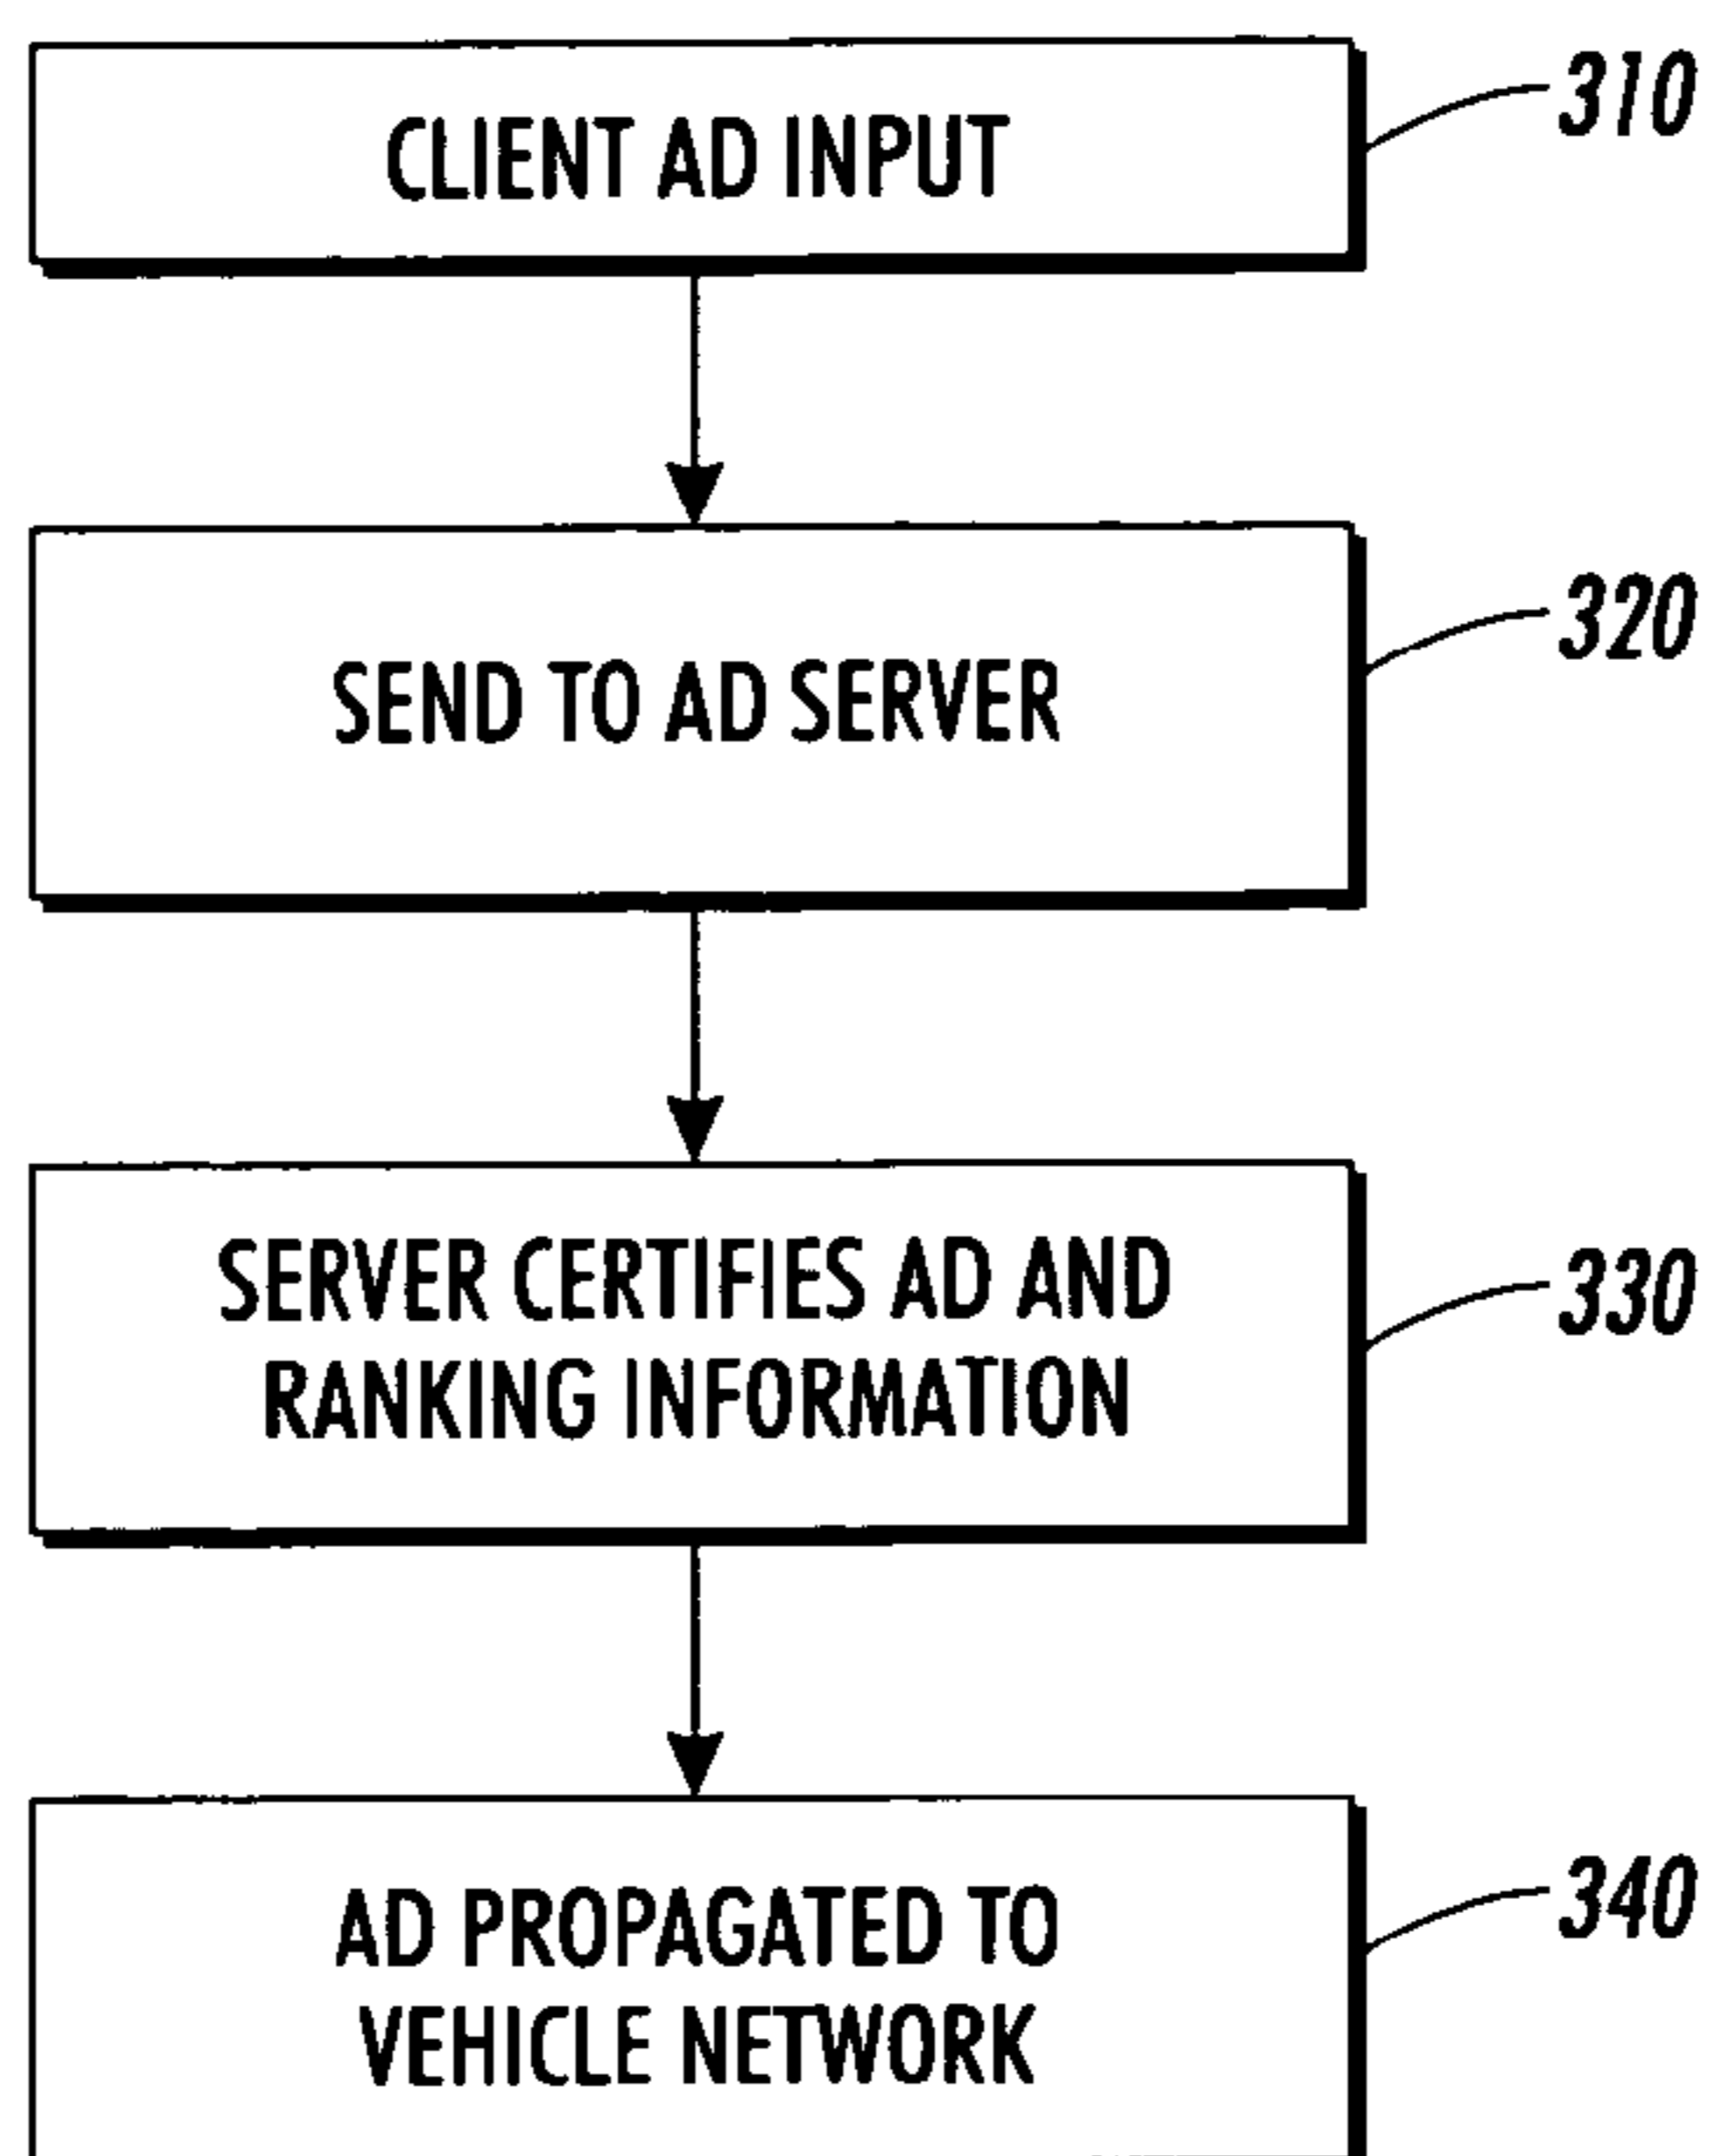 CLIENT AD INPUT
310
SEND TO AD SERVER
320
SERVER CERTIFIES AD AND
RANKING INFORMATION
330
AD PROPAGATED TO
VEHICLE NETWORK
340